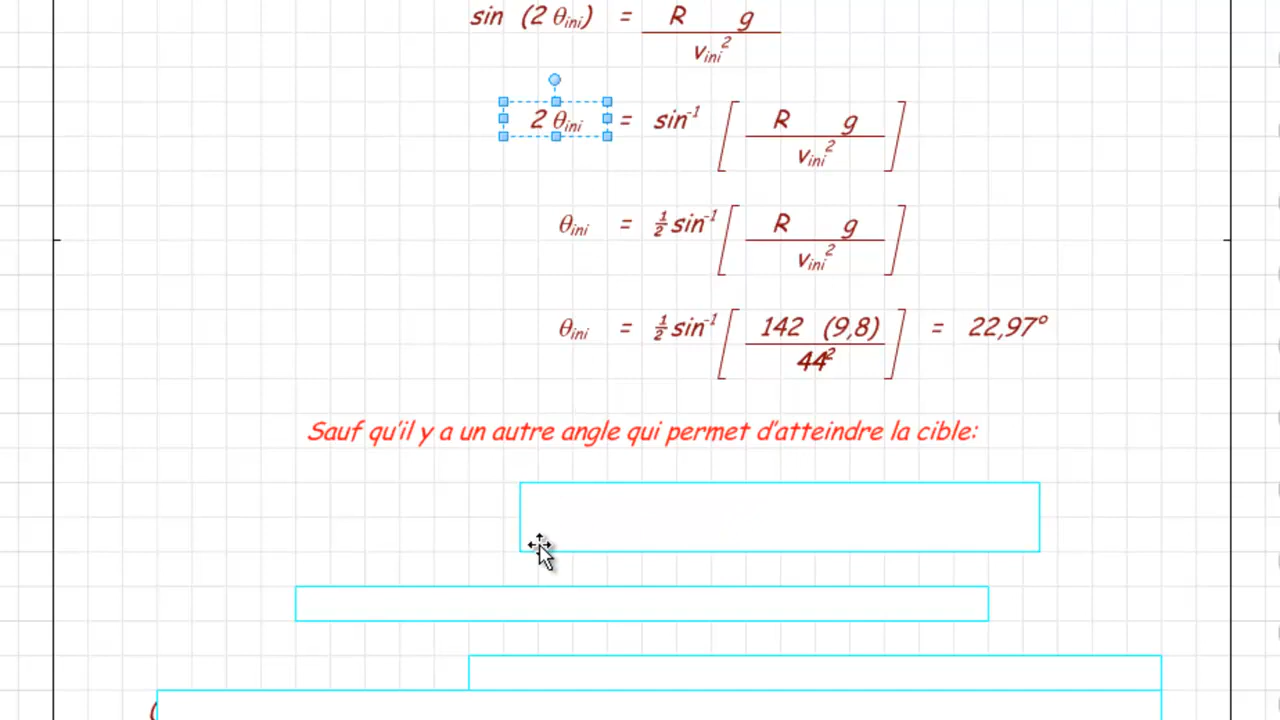 sin (2 θini) = R g
vini²
2 θini = sin⁻¹ [ R g ]
vini²
θini = ½ sin⁻¹ [ R g ]
vini²
θini = ½ sin⁻¹ [ 142 (9,8) ] = 22,97°
44²
Sauf qu'il y a un autre angle qui permet d'atteindre la cible:
(